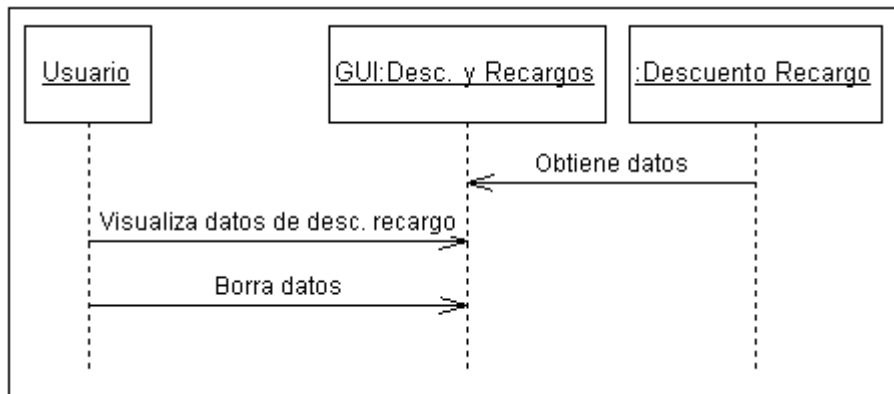 Usuario
GUI:Desc. y Recargos
:Descuento Recargo
Obtiene datos
Visualiza datos de desc. recargo
Borra datos